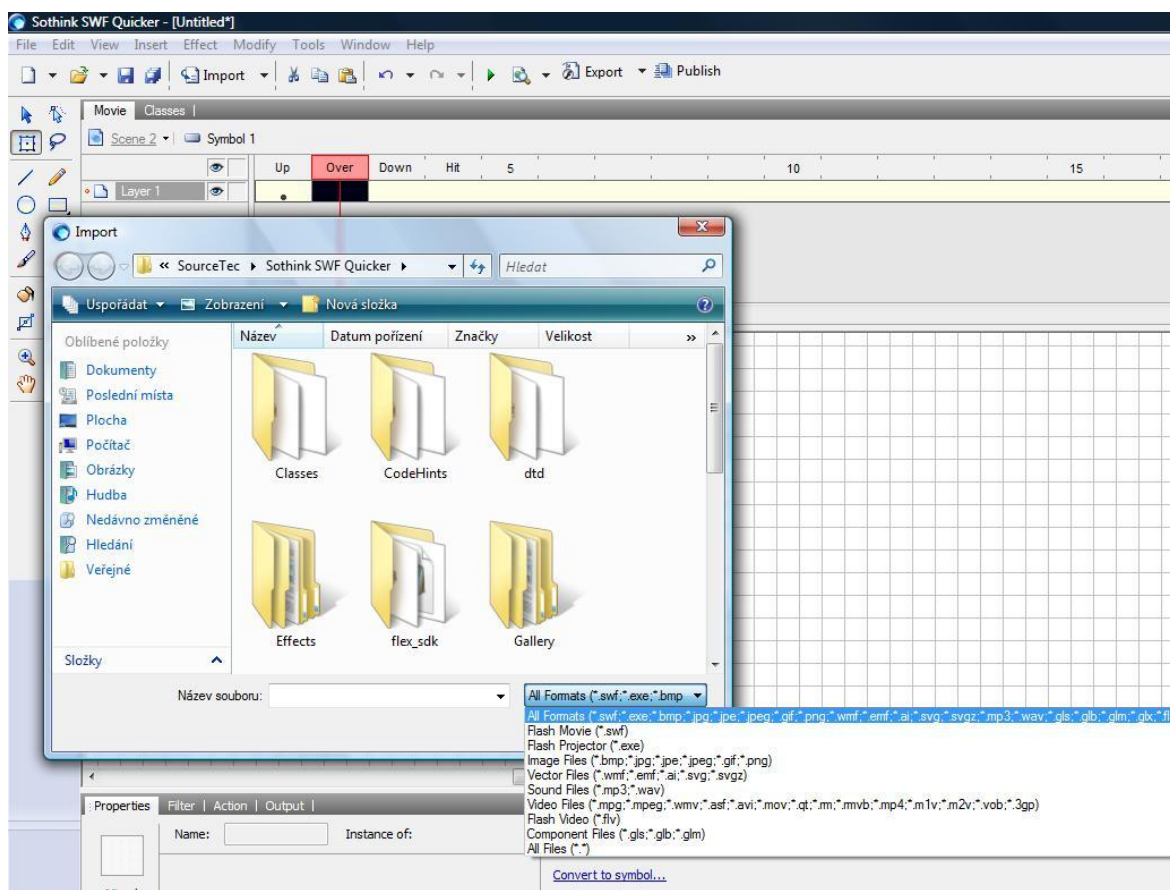 Sothink SWF Quicker - [Untitled*]
File Edit View Insert Effect Modify Tools Window Help
Import Export Publish
Movie Classes |
Scene 2 Symbol 1
Up Over Down Hit 5 10 15
Layer 1
Import
« SourceTec Sothink SWF Quicker Hledat
Uspořádat Zobrazení Nová složka
Oblíbené položky
Dokumenty
Poslední místa
Plocha
Počítač
Obrázky
Hudba
Nedávno změněné
Hledání
Veřejné
Složky
Název Datum pořízení Značky Velikost »
Classes CodeHints dtd
Effects flex_sdk Gallery
Název souboru: All Formats (*.swf;*.exe;*.bmp
All Formats (*.swf;*.exe;*.bmp;*.jpg;*.jpe;*.jpeg;*.gif;*.png;*.wmf;*.emf;*.ai;*.svg;*.svgz;*.mp3;*.wav;*.gls;*.glb;*.glm;*.glx;*.fl
Flash Movie (*.swf)
Flash Projector (*.exe)
Image Files (*.bmp;*.jpg;*.jpe;*.jpeg;*.gif;*.png)
Vector Files (*.wmf;*.emf;*.ai;*.svg;*.svgz)
Sound Files (*.mp3;*.wav)
Video Files (*.mpg;*.mpeg;*.wmv;*.asf;*.avi;*.mov;*.qt;*.rm;*.rmvb;*.mp4;*.m1v;*.m2v;*.vob;*.3gp)
Flash Video (*.flv)
Component Files (*.gls;*.glb;*.glm)
All Files (*.*)
Properties Filter | Action | Output |
Name: Instance of:
Convert to symbol...